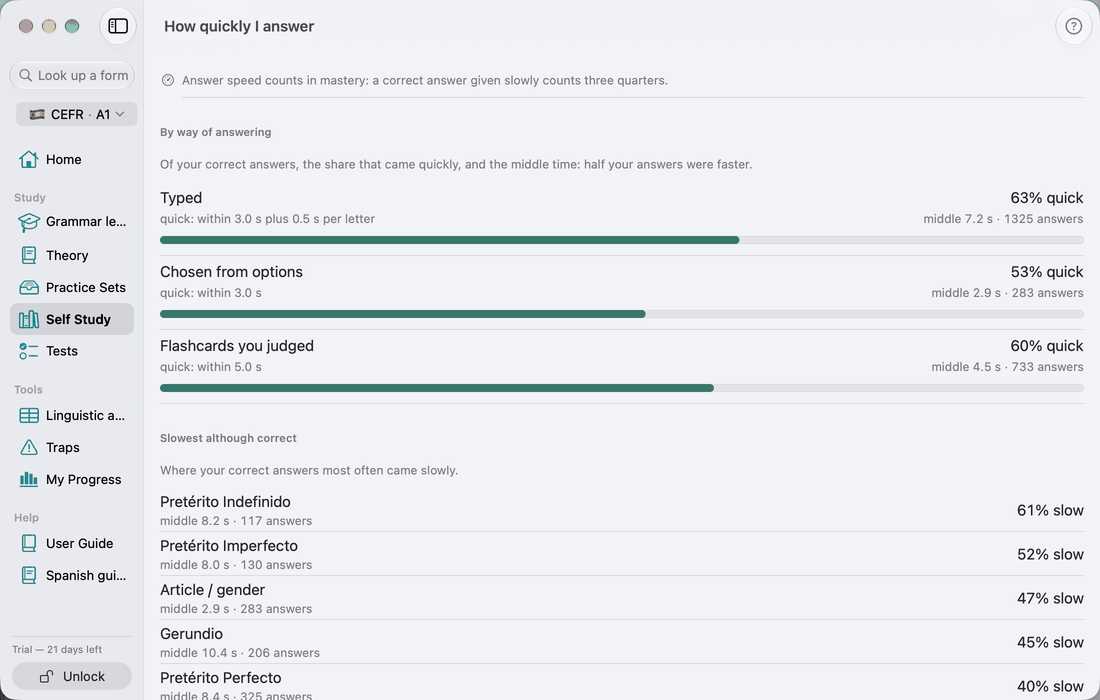 How quickly I answer
Look up a form
CEFR · A1
Home
Study
Grammar le...
Theory
Practice Sets
Self Study
Tests
Tools
Linguistic a...
Traps
My Progress
Help
User Guide
Spanish gui...
Trial — 21 days left
Unlock
Answer speed counts in mastery: a correct answer given slowly counts three quarters.
By way of answering
Of your correct answers, the share that came quickly, and the middle time: half your answers were faster.
Typed
63% quick
quick: within 3.0 s plus 0.5 s per letter
middle 7.2 s · 1325 answers
Chosen from options
53% quick
quick: within 3.0 s
middle 2.9 s · 283 answers
Flashcards you judged
60% quick
quick: within 5.0 s
middle 4.5 s · 733 answers
Slowest although correct
Where your correct answers most often came slowly.
Pretérito Indefinido
middle 8.2 s · 117 answers
61% slow
Pretérito Imperfecto
middle 8.0 s · 130 answers
52% slow
Article / gender
middle 2.9 s · 283 answers
47% slow
Gerundio
middle 10.4 s · 206 answers
45% slow
Pretérito Perfecto
middle 8.4 s · 325 answers
40% slow